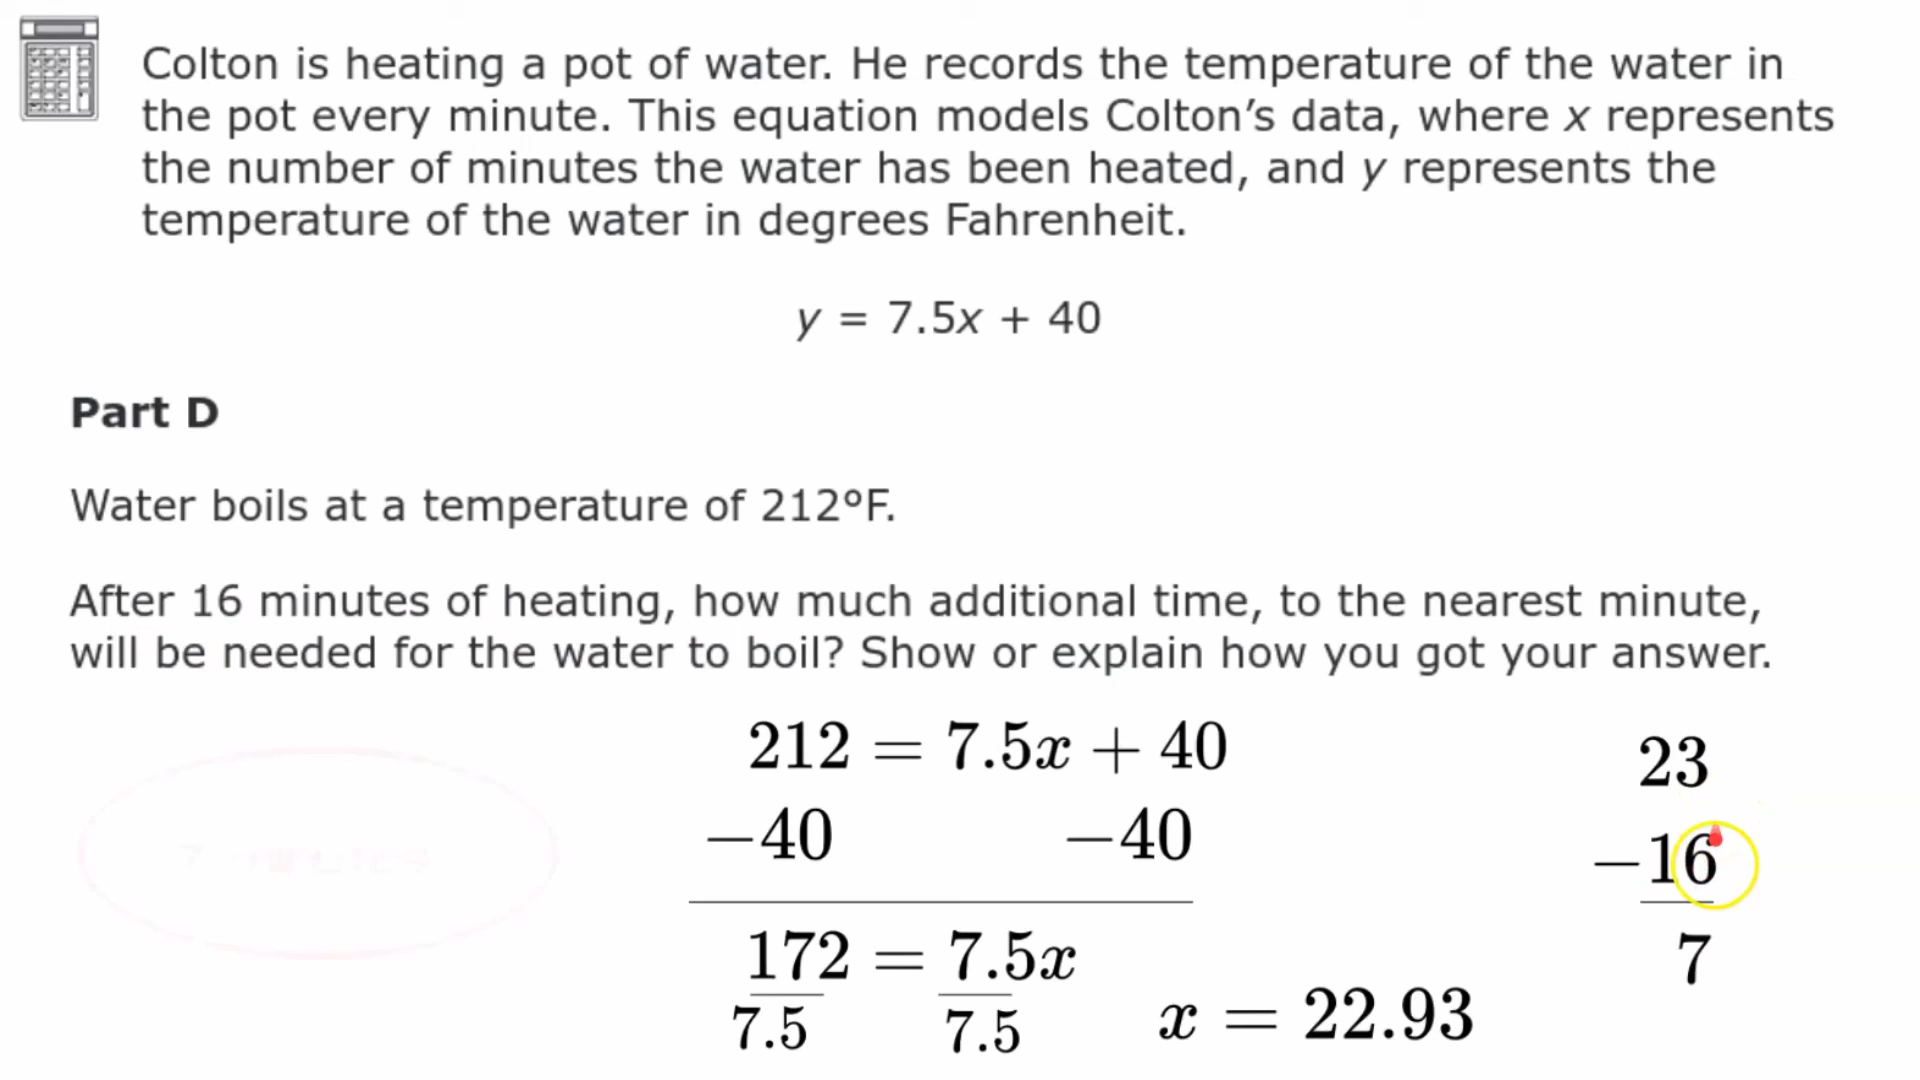 Colton is heating a pot of water. He records the temperature of the water in
the pot every minute. This equation models Colton’s data, where x represents
the number of minutes the water has been heated, and y represents the
temperature of the water in degrees Fahrenheit.
y = 7.5x + 40
Part D
Water boils at a temperature of 212°F.
After 16 minutes of heating, how much additional time, to the nearest minute,
will be needed for the water to boil? Show or explain how you got your answer.
212 = 7.5x + 40
−40 −40
172 = 7.5x
7.5 7.5
x = 22.93
23
−16
7